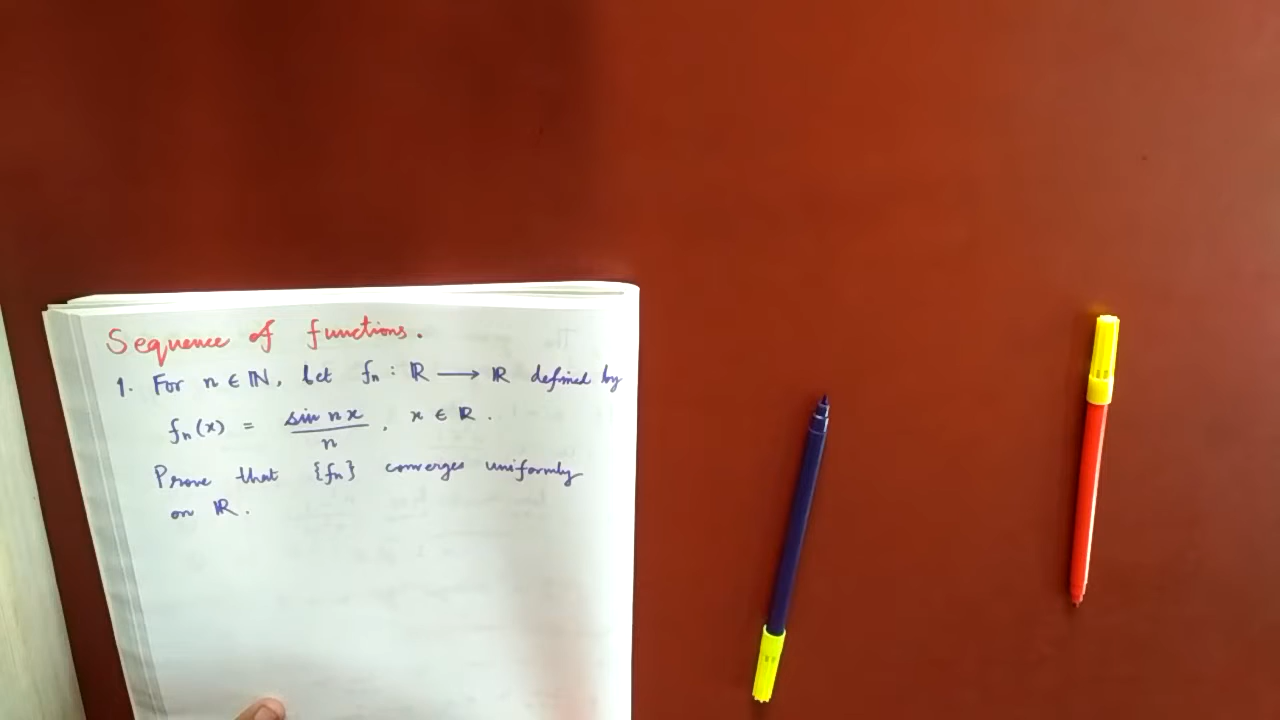 Sequence of functions.
1. For n ∈ ℕ, let fₙ : ℝ ⟶ ℝ defined by
fₙ(x) = sin nx / n , x ∈ ℝ.
Prove that {fₙ} converges uniformly
on ℝ.